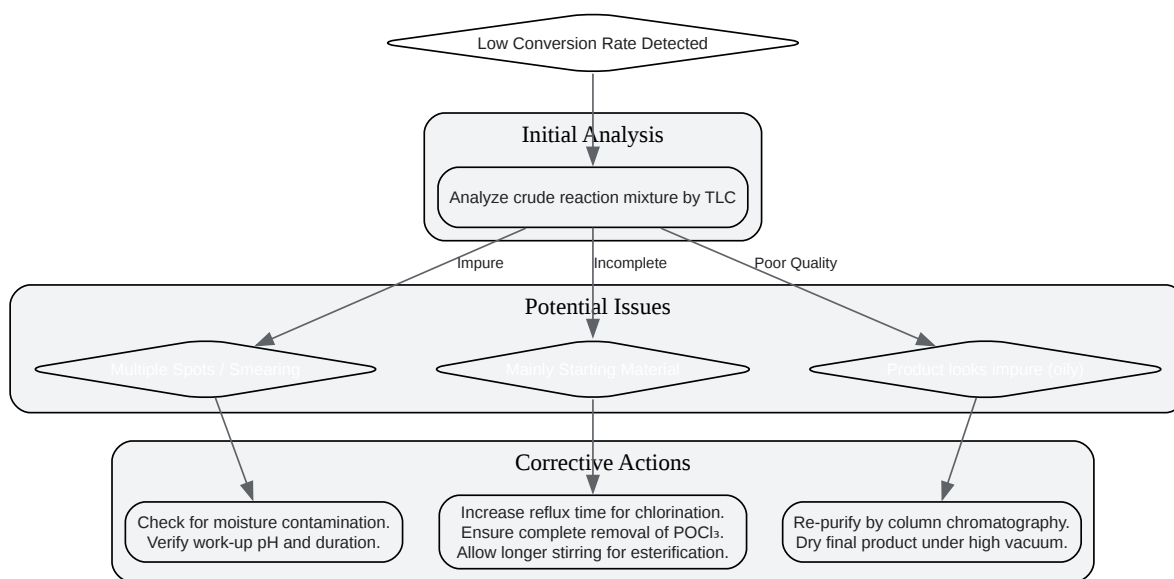 Low Conversion Rate Detected
Initial Analysis
Analyze crude reaction mixture by TLC
Impure
Incomplete
Poor Quality
Potential Issues
Multiple Spots / Smearing
Mainly Starting Material
Product looks impure (oily)
Corrective Actions
Check for moisture contamination.
Verify work-up pH and duration.
Increase reflux time for chlorination.
Ensure complete removal of POCl₃.
Allow longer stirring for esterification.
Re-purify by column chromatography.
Dry final product under high vacuum.